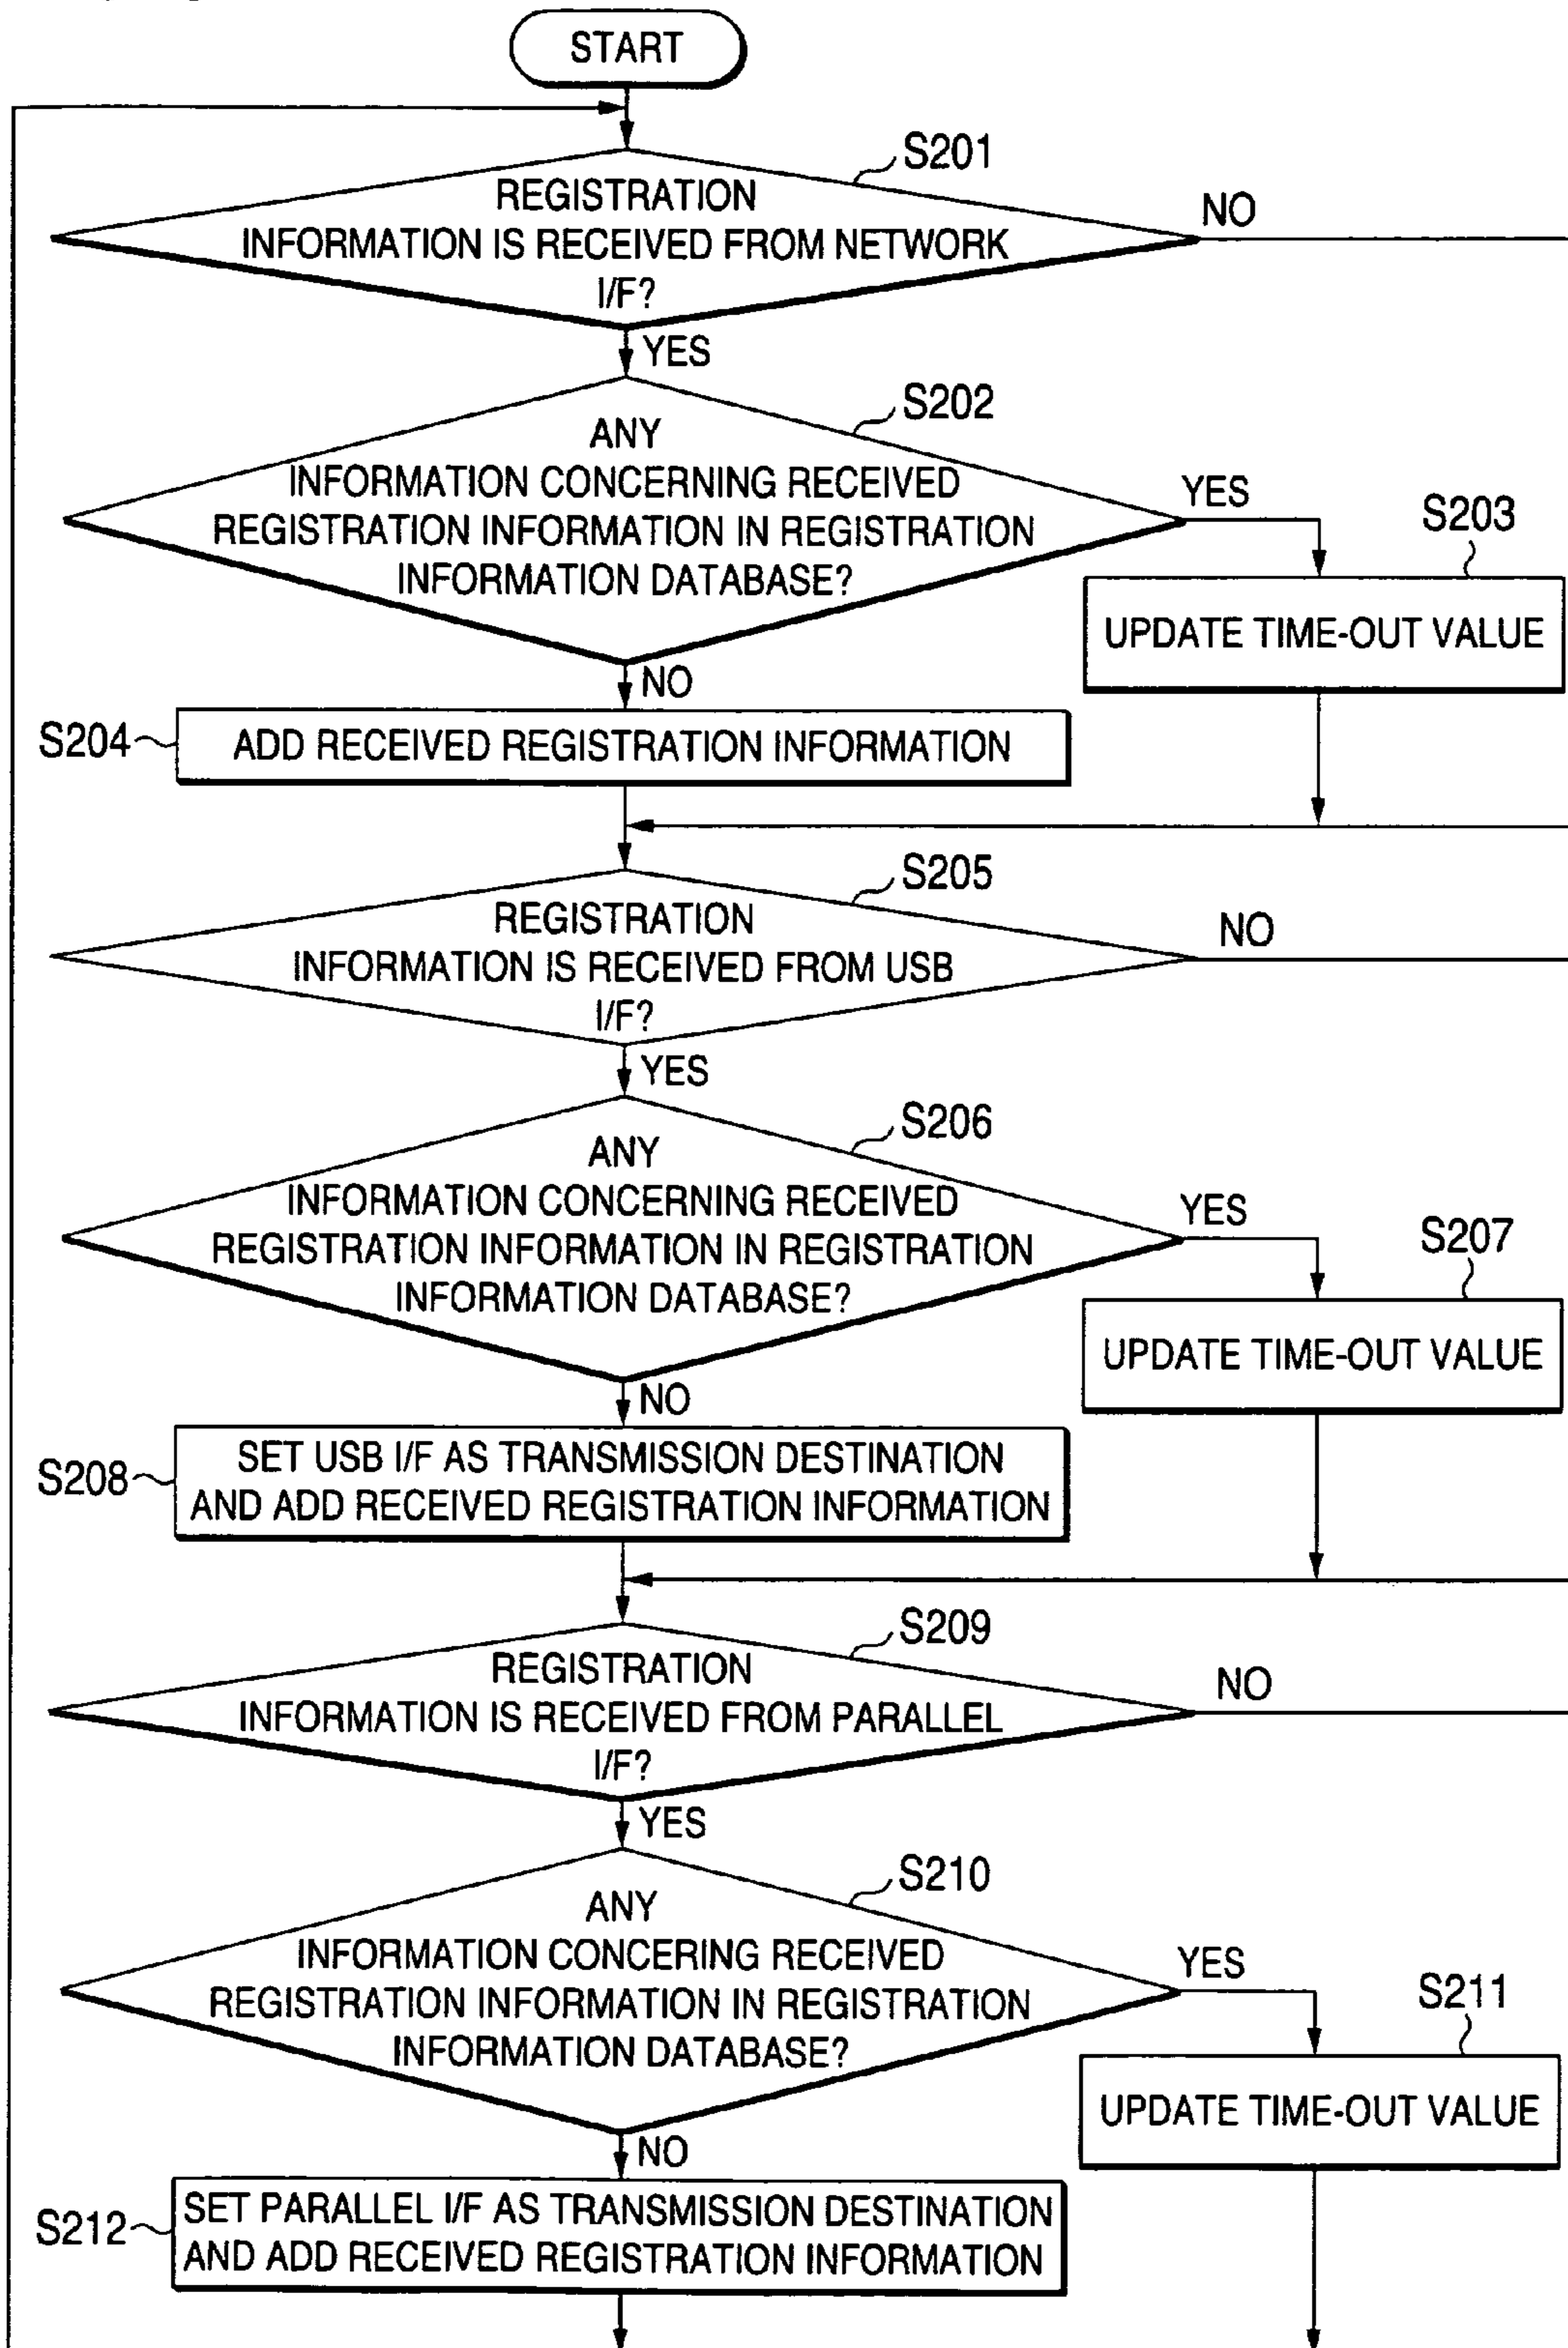 START
S201
REGISTRATION
INFORMATION IS RECEIVED FROM NETWORK
I/F?
NO
YES
S202
ANY
INFORMATION CONCERNING RECEIVED
REGISTRATION INFORMATION IN REGISTRATION
INFORMATION DATABASE?
YES
S203
UPDATE TIME-OUT VALUE
NO
S204
ADD RECEIVED REGISTRATION INFORMATION
S205
REGISTRATION
INFORMATION IS RECEIVED FROM USB
I/F?
NO
YES
S206
ANY
INFORMATION CONCERNING RECEIVED
REGISTRATION INFORMATION IN REGISTRATION
INFORMATION DATABASE?
YES
S207
UPDATE TIME-OUT VALUE
NO
S208
SET USB I/F AS TRANSMISSION DESTINATION
AND ADD RECEIVED REGISTRATION INFORMATION
S209
REGISTRATION
INFORMATION IS RECEIVED FROM PARALLEL
I/F?
NO
YES
S210
ANY
INFORMATION CONCERING RECEIVED
REGISTRATION INFORMATION IN REGISTRATION
INFORMATION DATABASE?
YES
S211
UPDATE TIME-OUT VALUE
NO
S212
SET PARALLEL I/F AS TRANSMISSION DESTINATION
AND ADD RECEIVED REGISTRATION INFORMATION